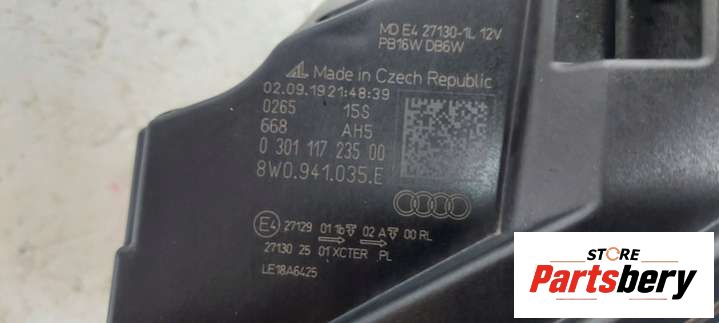 MD E4 27130-1L 12V
PB16W DB6W
AL Made in Czech Republic
02.09.19 21:48:39
0265 15S
668 AH5
0 301 117 235 00
8W0.941.035.E
E4 27129 01 1b 02 A 00 RL
27130 25 01 XCTER PL
LE18A6425
STORE
Partsbery